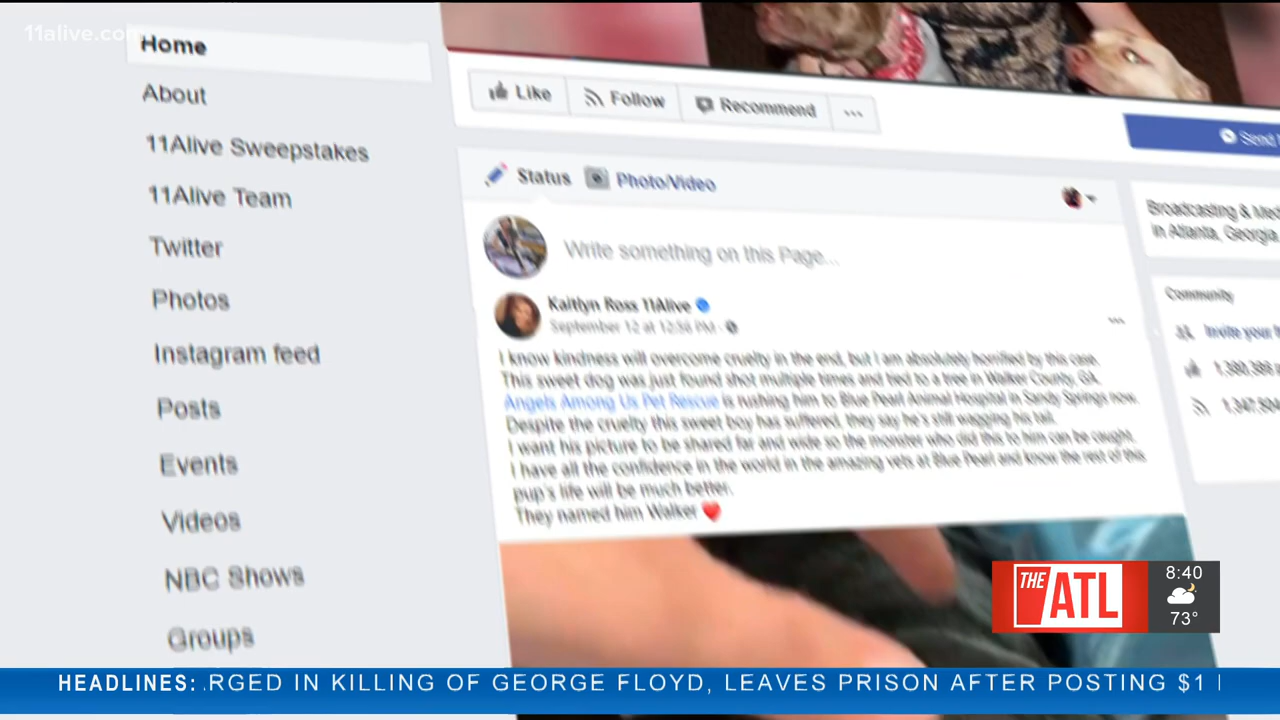 11alive.com
Home
About
11Alive Sweepstakes
11Alive Team
Twitter
Photos
Instagram feed
Posts
Events
Videos
NBC Shows
Groups
Like
Follow
Recommend
...
Send
Status
Photo/Video
Write something on this Page...
Kaitlyn Ross 11Alive
September 12 at 12:56 PM ·
I know kindness will overcome cruelty in the end, but I am absolutely horrified by this case.
This sweet dog was just found shot multiple times and tied to a tree in Walker County, GA.
Angels Among Us Pet Rescue is rushing him to Blue Pearl Animal Hospital in Sandy Springs now.
Despite the cruelty this sweet boy has suffered, they say he's still wagging his tail.
I want his picture to be shared far and wide so the monster who did this to him can be caught.
I have all the confidence in the world in the amazing vets at Blue Pearl and know the rest of this
pup's life will be much better.
They named him Walker ❤
Broadcasting & Med
in Atlanta, Georgia
Community
Invite your f
THE
ATL
8:40
73°
HEADLINES: .RGED IN KILLING OF GEORGE FLOYD, LEAVES PRISON AFTER POSTING $1